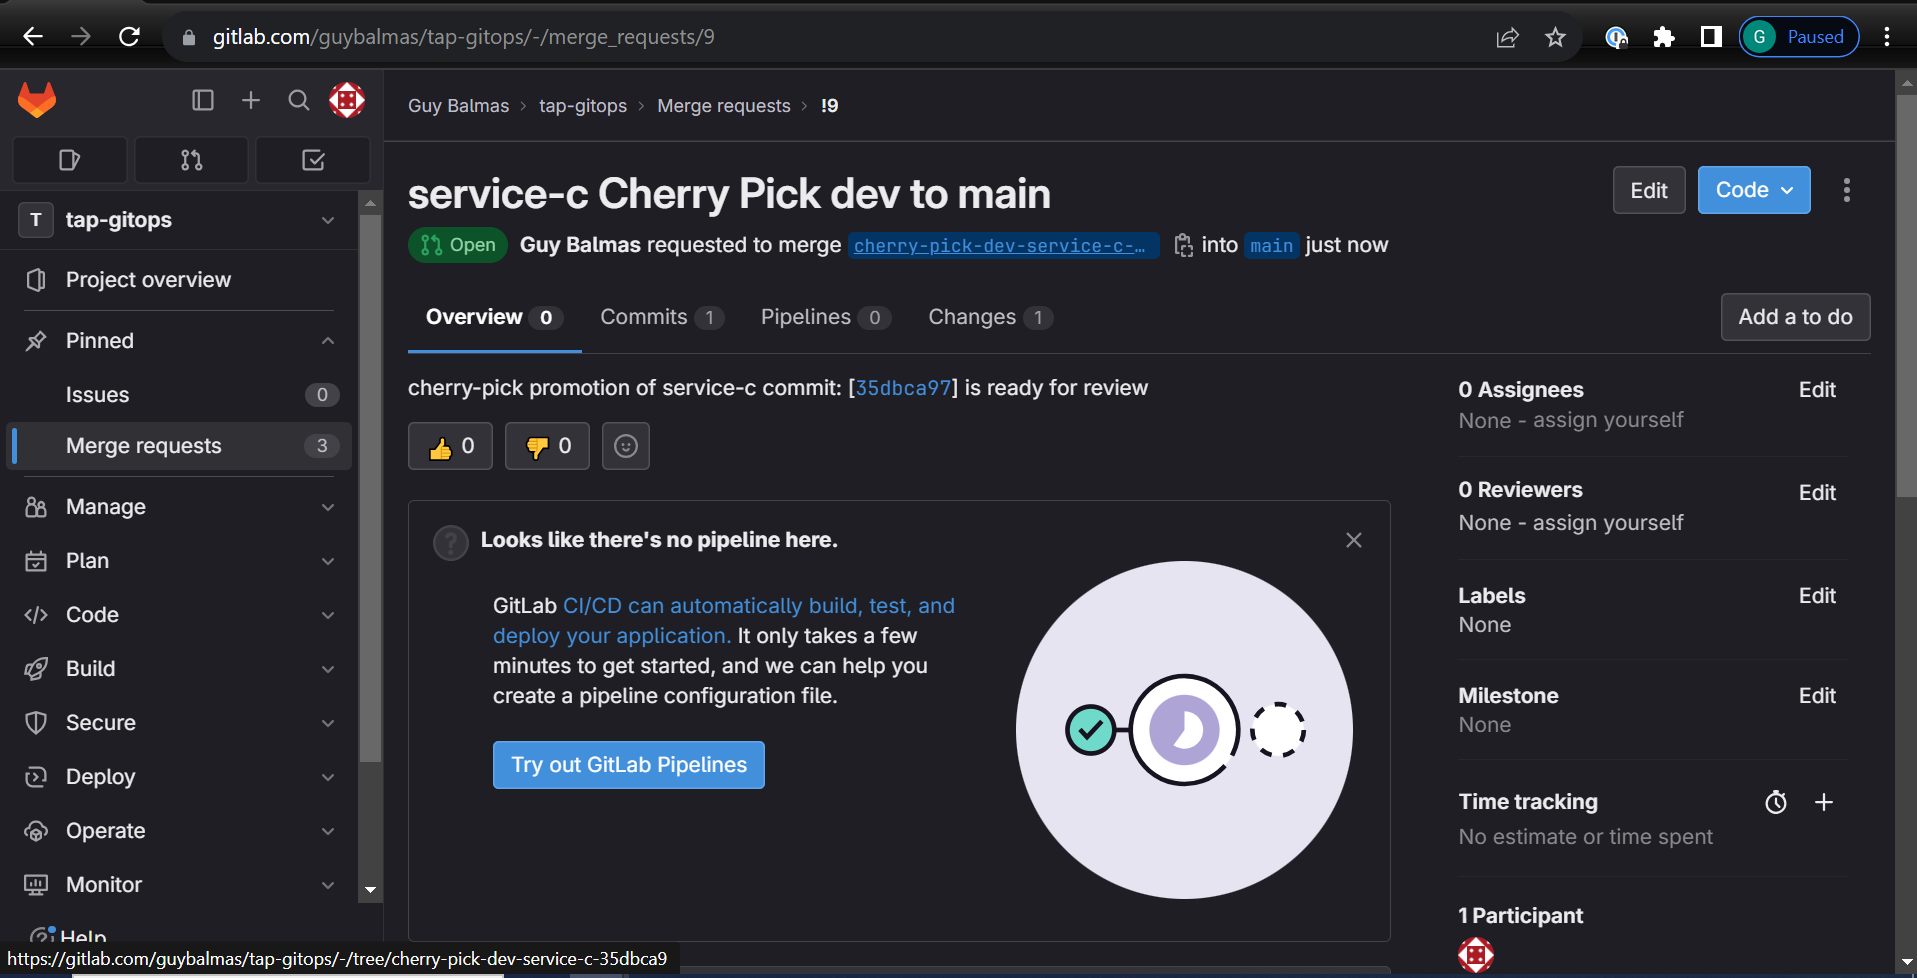 gitlab.com/guybalmas/tap-gitops/-/merge_requests/9
G Paused
Guy Balmas › tap-gitops › Merge requests › !9
T tap-gitops
Project overview
Pinned
Issues 0
Merge requests 3
Manage
Plan
Code
Build
Secure
Deploy
Operate
Monitor
Help
service-c Cherry Pick dev to main
Edit
Code
Open Guy Balmas requested to merge cherry-pick-dev-service-c-… into main just now
Overview 0 Commits 1 Pipelines 0 Changes 1
Add a to do
cherry-pick promotion of service-c commit: [35dbca97] is ready for review
👍 0 👎 0
? Looks like there's no pipeline here.
GitLab CI/CD can automatically build, test, and
deploy your application. It only takes a few
minutes to get started, and we can help you
create a pipeline configuration file.
Try out GitLab Pipelines
0 Assignees Edit
None - assign yourself
0 Reviewers Edit
None - assign yourself
Labels Edit
None
Milestone Edit
None
Time tracking
No estimate or time spent
1 Participant
https://gitlab.com/guybalmas/tap-gitops/-/tree/cherry-pick-dev-service-c-35dbca9